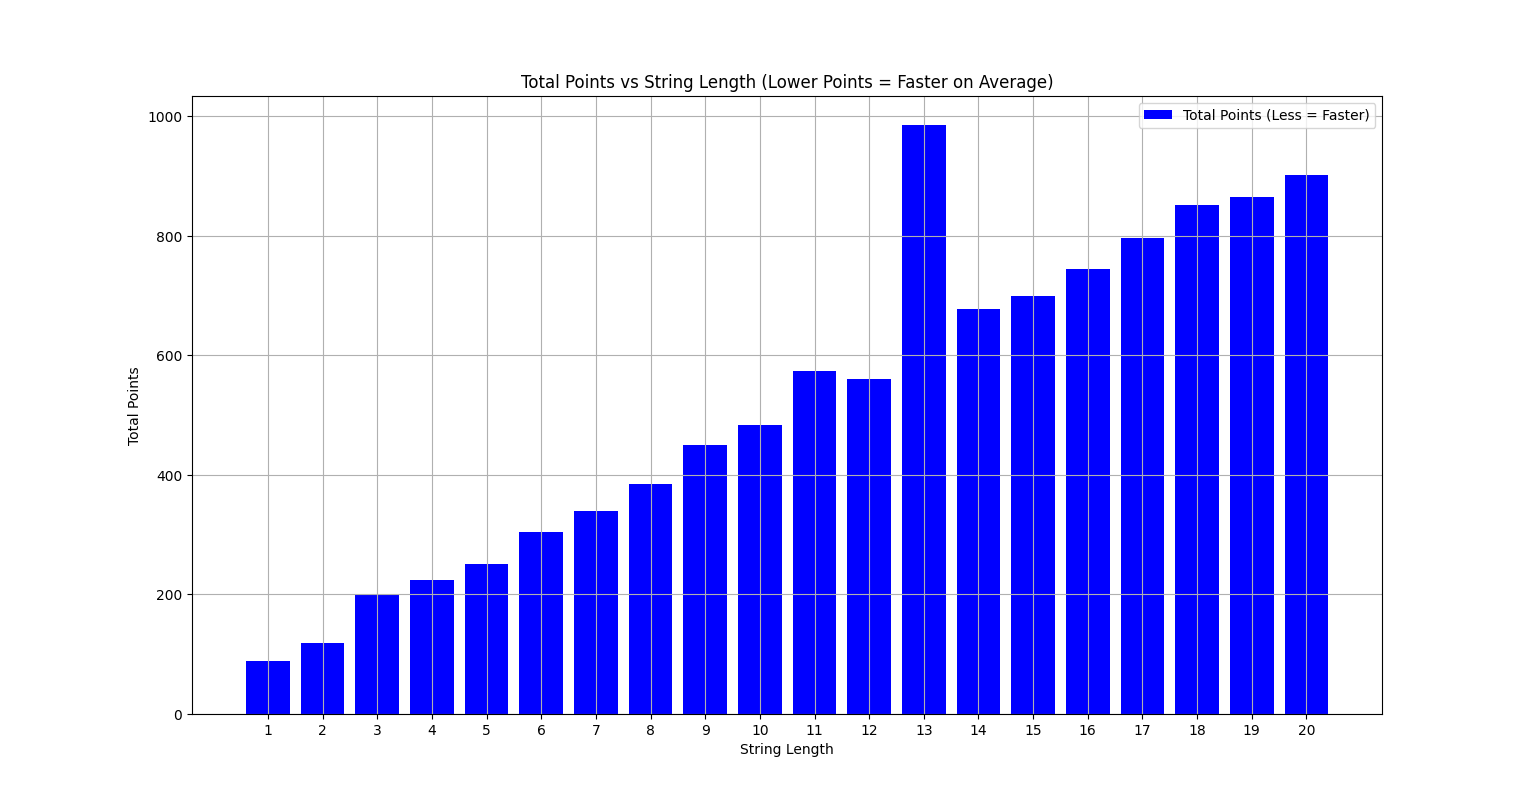 Total Points vs String Length (Lower Points = Faster on Average)
Total Points (Less = Faster)
1000
800
600
400
200
0
Total Points
1 2 3 4 5 6 7 8 9 10 11 12 13 14 15 16 17 18 19 20
String Length